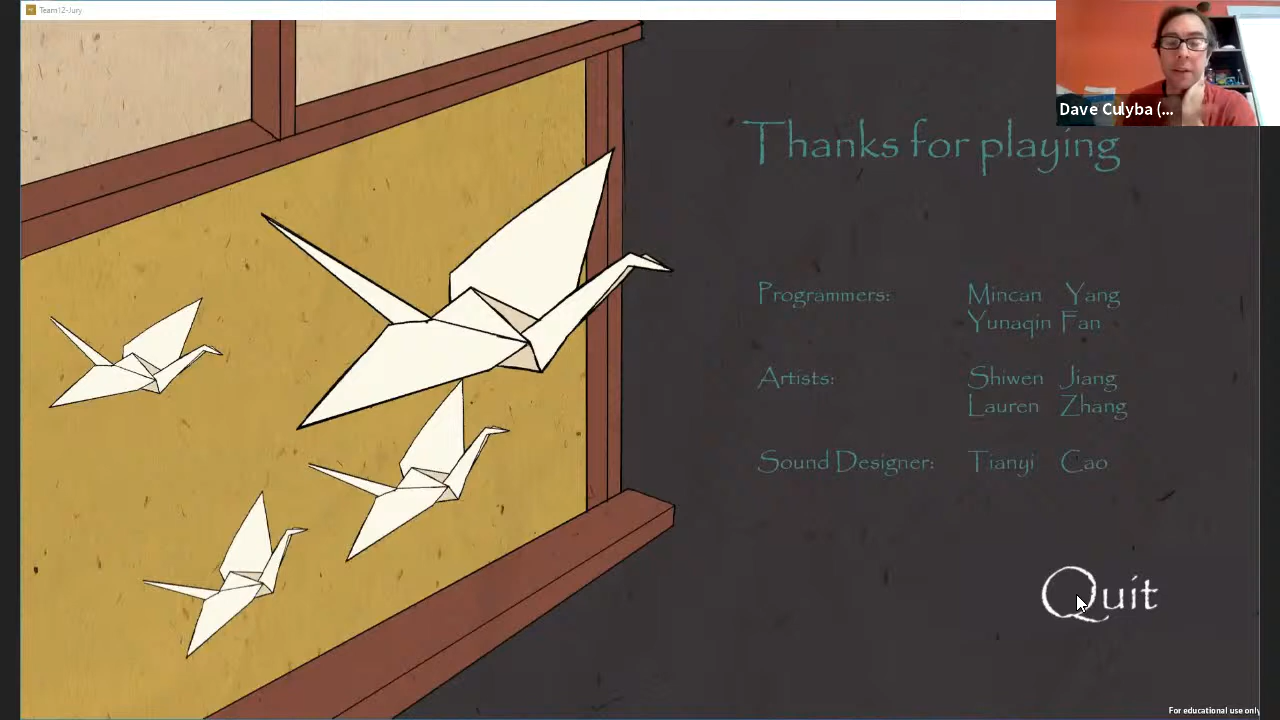 Team12-Jury
Dave Culyba (...
Thanks for playing
Programmers: Mincan Yang
Yunaqin Fan
Artists: Shiwen Jiang
Lauren Zhang
Sound Designer: Tianyi Cao
Quit
For educational use only